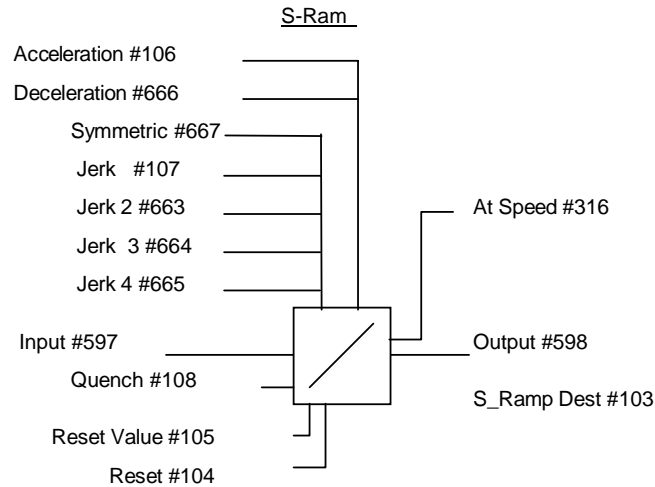 S-Ram
Acceleration #106
Deceleration #666
Symmetric #667
Jerk #107
Jerk 2 #663
Jerk 3 #664
Jerk 4 #665
At Speed #316
Input #597
Output #598
Quench #108
S_Ramp Dest #103
Reset Value #105
Reset #104